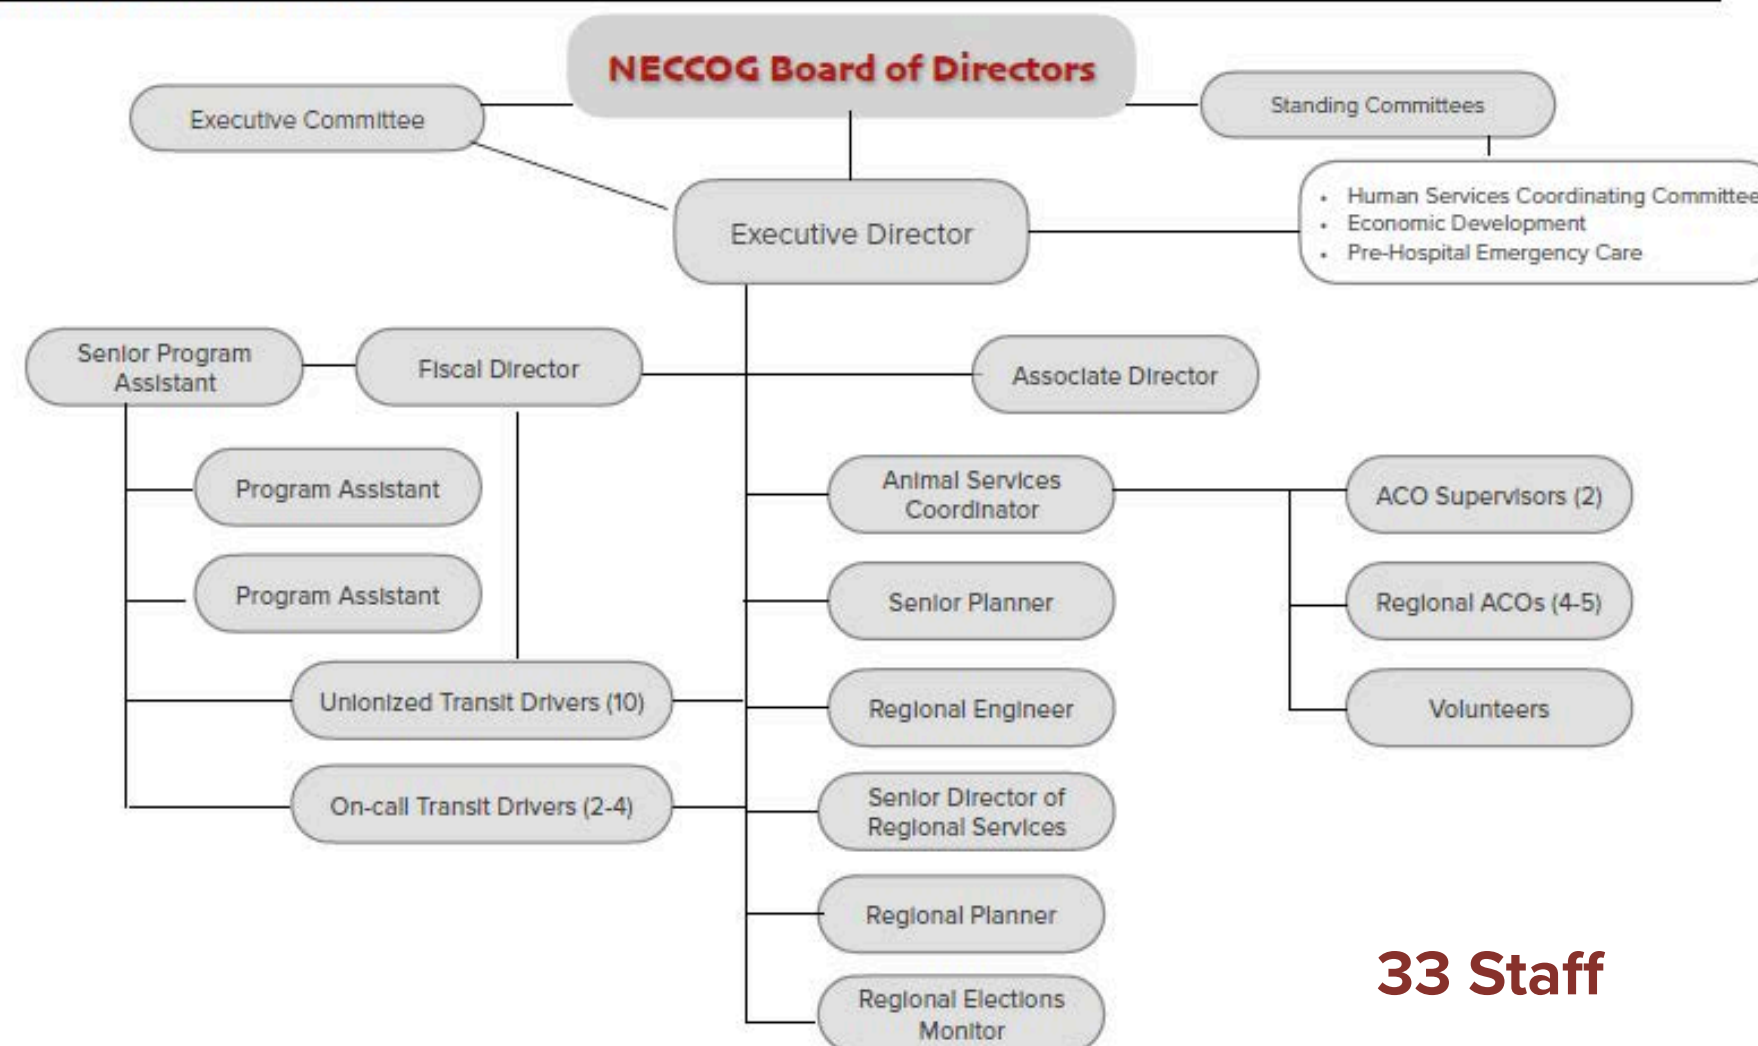 NECCOG Board of Directors
Executive Committee
Standing Committees
• Human Services Coordinating Committee
• Economic Development
• Pre-Hospital Emergency Care
Executive Director
Senior Program
Assistant
Fiscal Director
Associate Director
Program Assistant
Program Assistant
Unionized Transit Drivers (10)
On-call Transit Drivers (2-4)
Animal Services
Coordinator
Senior Planner
Regional Engineer
Senior Director of
Regional Services
Regional Planner
Regional Elections
Monitor
ACO Supervisors (2)
Regional ACOs (4-5)
Volunteers
33 Staff